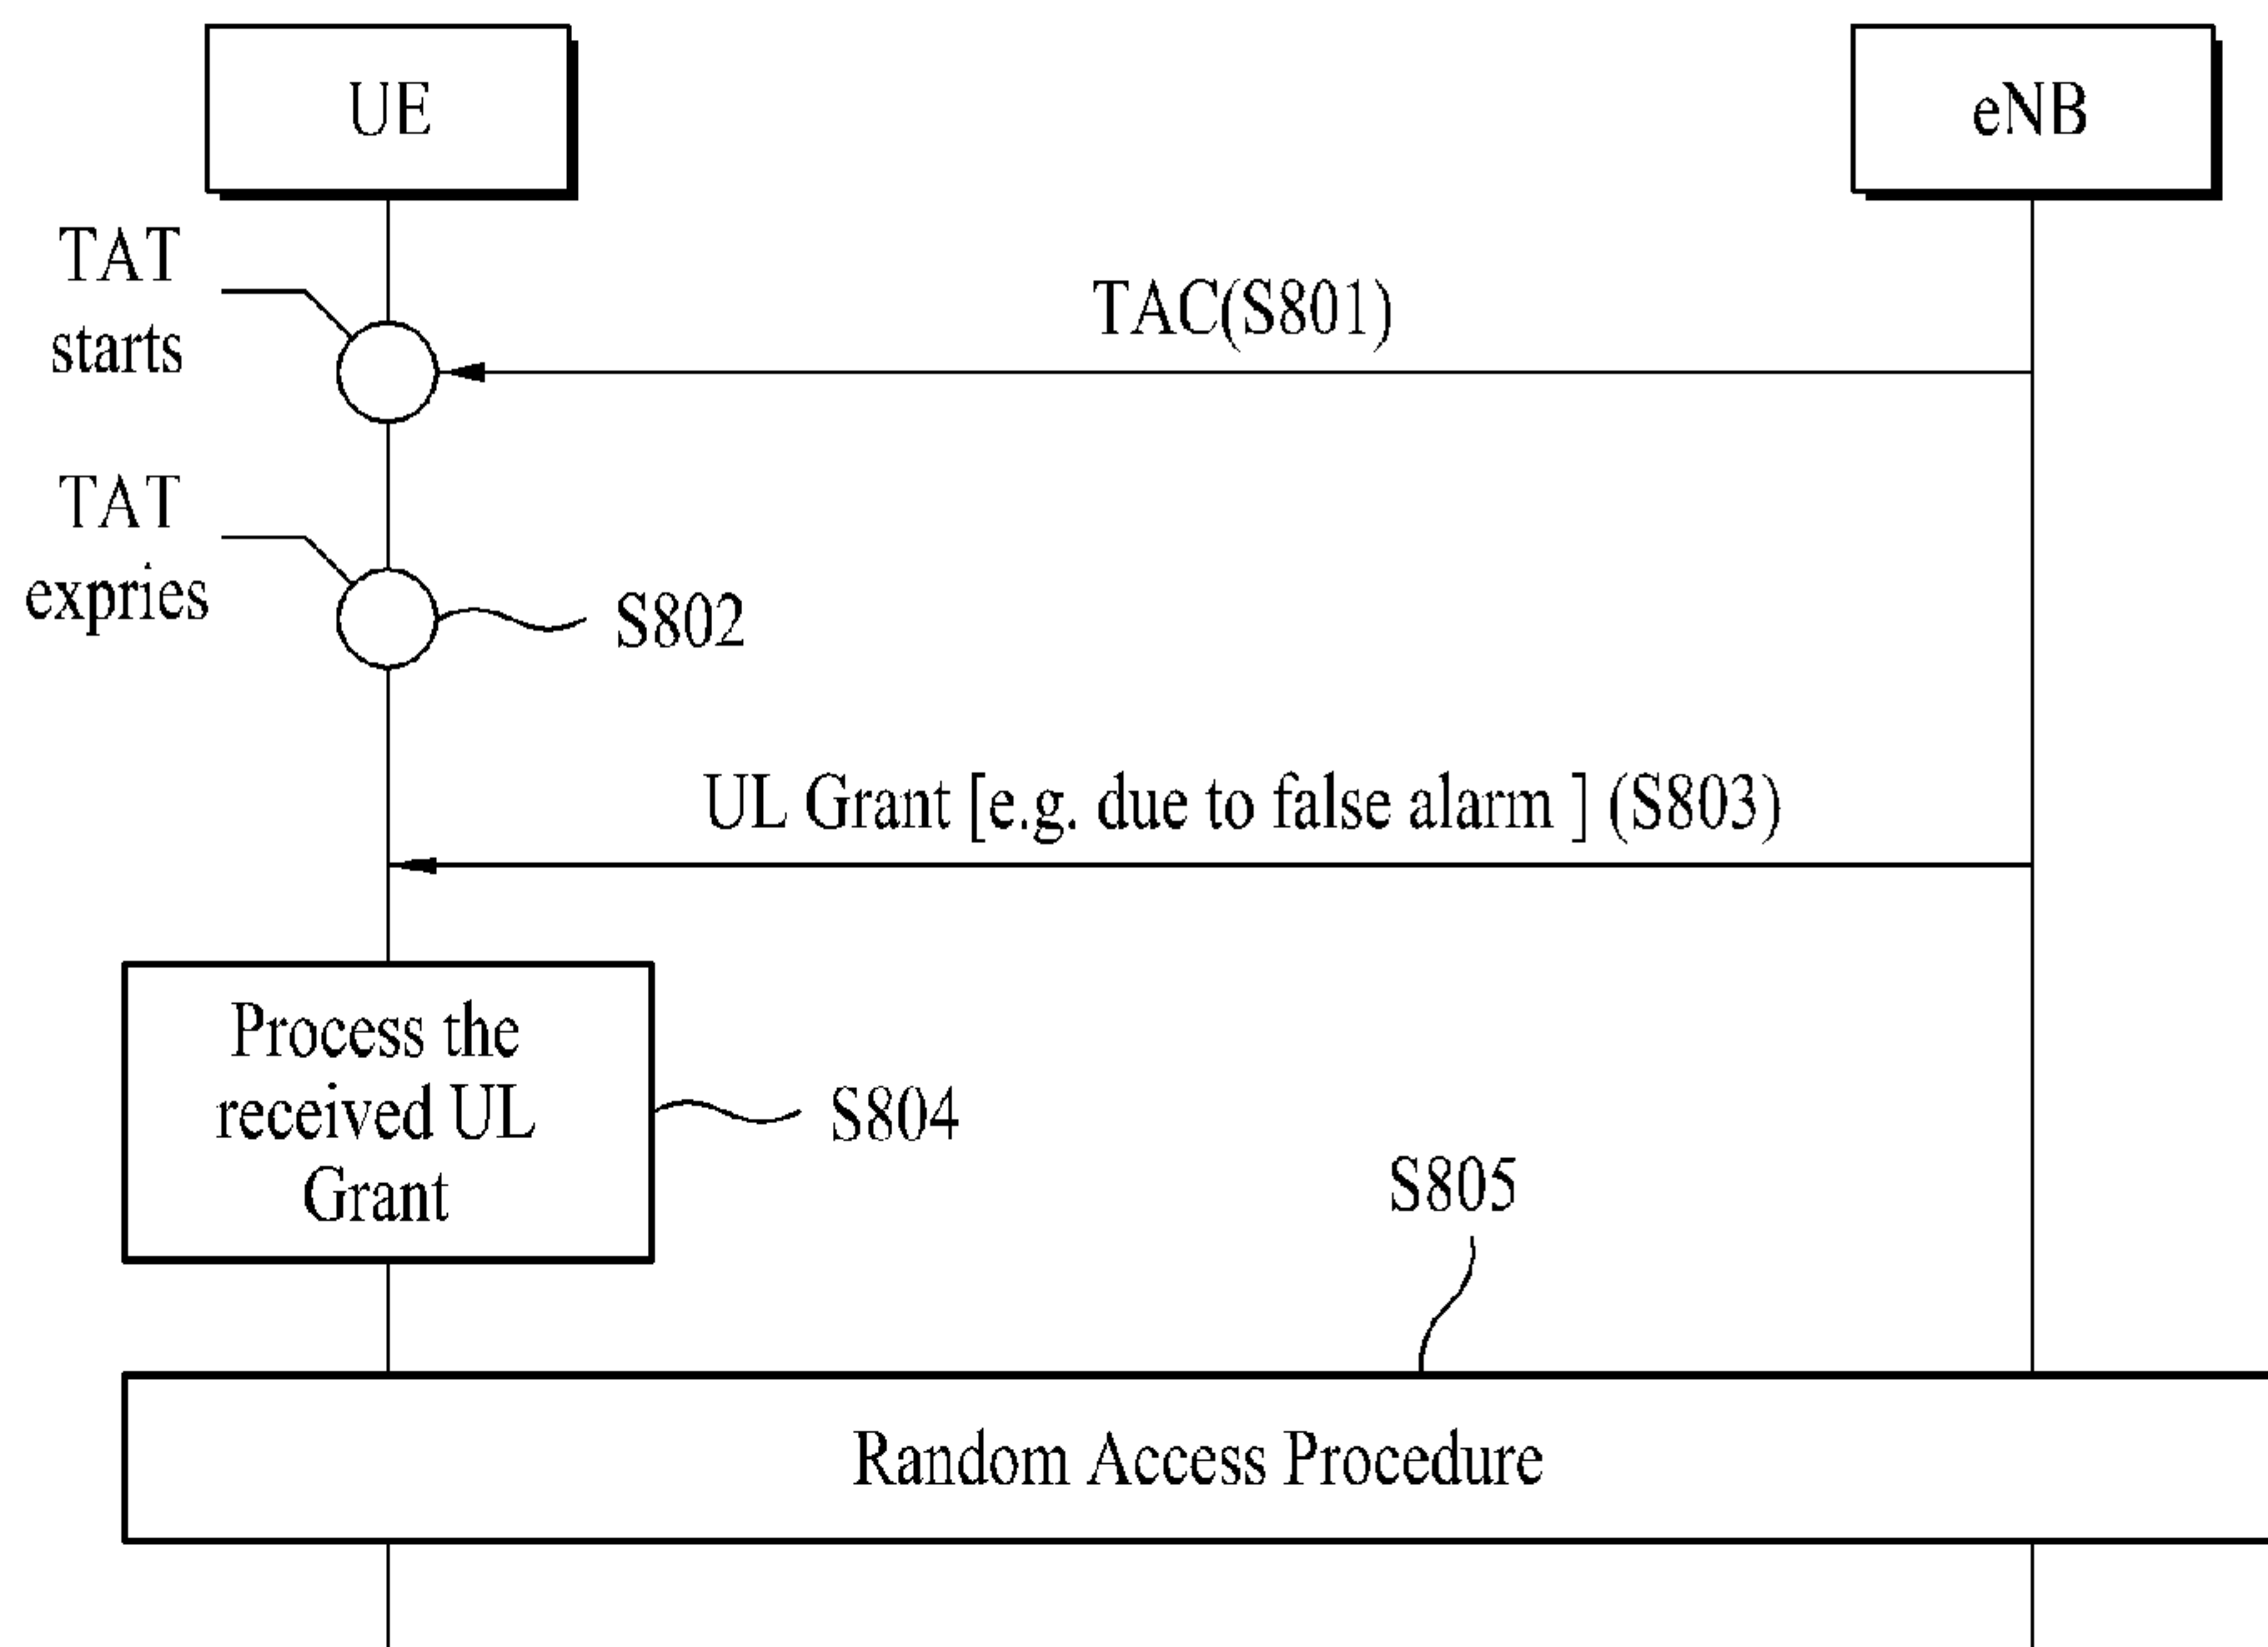 UE
eNB
TAT
starts
TAC(S801)
TAT
expries
S802
UL Grant [e.g. due to false alarm ] (S803)
Process the
received UL
Grant
S804
S805
Random Access Procedure